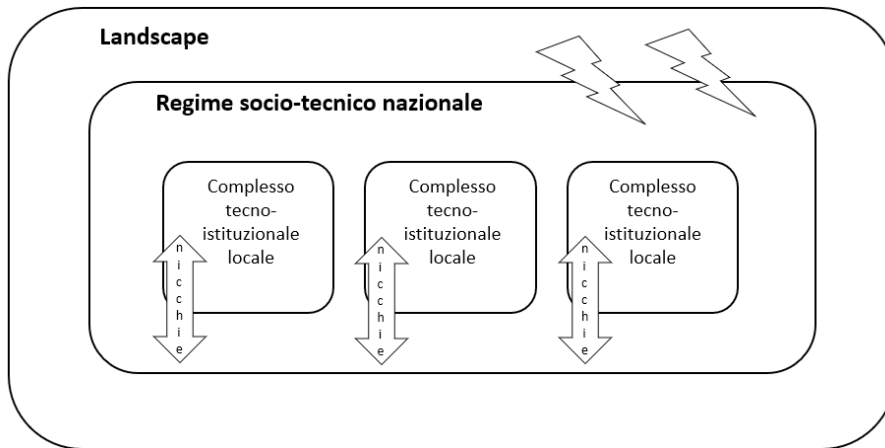 Landscape
Regime socio-tecnico nazionale
Complesso
tecno-
istituzionale
locale
nicchie
Complesso
tecno-
istituzionale
locale
nicchie
Complesso
tecno-
istituzionale
locale
nicchie